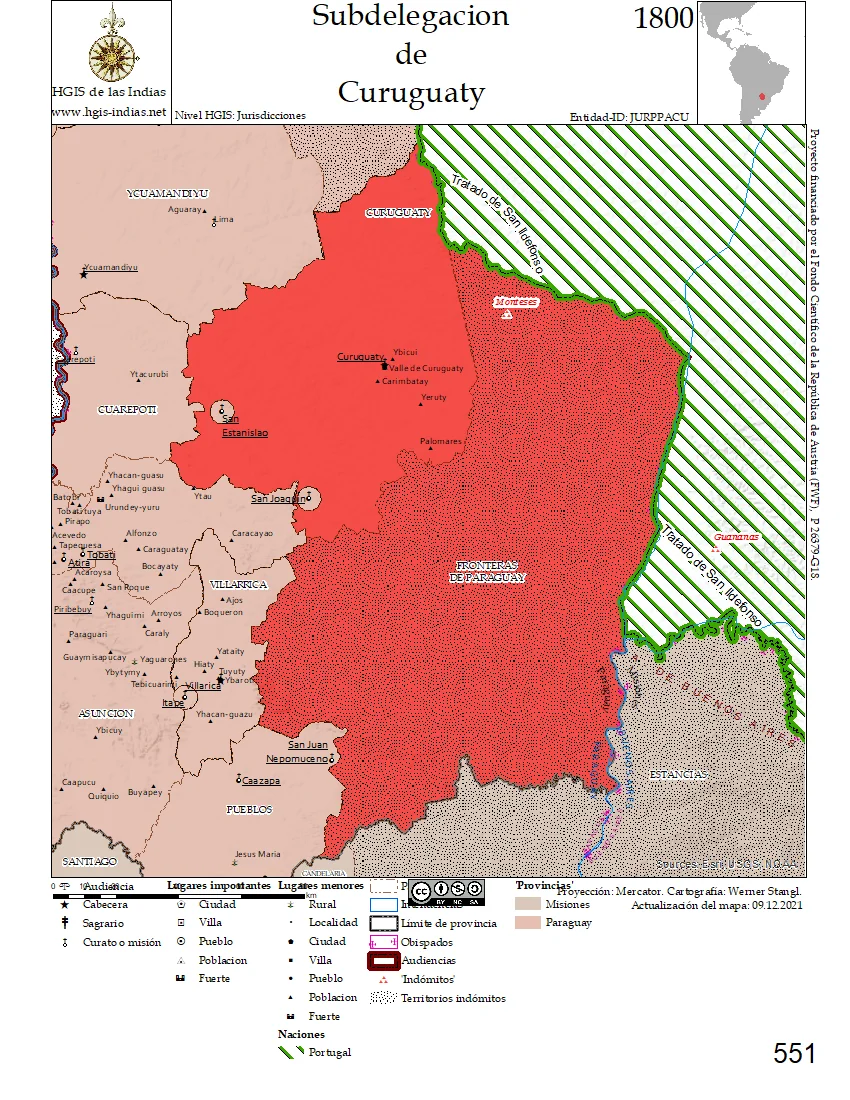 Subdelegacion
de
Curuguaty
1800
HGIS de las Indias
www.hgis-indias.net
Nivel HGIS: Jurisdicciones
Entidad-ID: JURPPACU
Proyecto financiado por el Fondo Científico de la República de Austria (FWF), P 26379-G18.
YCUAMANDIYU
Aguaray
Lima
CURUGUATY
Tratado de San Ildefonso
Ycuamandiyu
Monteses
Ytacurubi
CUAREPOTI
Curuguaty
Ybicui
Valle de Curuguaty
Carimbatay
Yeruty
San
Estanislao
Palomares
Yhacan-guasu
Yhagui guasu
Urundey-yuru
Ytau
San Joaquin
Pirapo
Acevedo
Tapequesa
Tobati
Atira
Alfonzo
Caraguatay
Caracayao
Bocayaty
Acaroysa
Caacupe
San Roque
VILLARRICA
FRONTERAS
DE PARAGUAY
Guananas
Tratado de San Ildefonso
Piribebuy
Yhaguimi
Arroyos
Ajos
Boqueron
Paraguari
Caraly
Guaymisapucay
Yaguarones
Yataity
Hiaty
Tuyuty
Ybytymy
Tebicuarimi
Villarica
Itape
ASUNCION
Yhacan-guazu
Ybicuy
DE BUENOS AIRES
San Juan
Nepomuceno
ESTANCIAS
Caapucu
Quiquio
Buyapey
Caazapa
PUEBLOS
SANTIAGO
Jesus Maria
CANDELARIA
Sources: Esri, USGS, NOAA
km
Audiencia
Cabecera
Sagrario
Curato o misión
Lugares importantes
Ciudad
Villa
Pueblo
Poblacion
Fuerte
Lugares menores
Rural
Localidad
Ciudad
Villa
Pueblo
Poblacion
Fuerte
Naciones
Portugal
CC BY NC SA
Límite de provincia
Obispados
Audiencias
'Indómitos'
Territorios indómitos
'Provincias'
Misiones
Paraguay
Proyección: Mercator. Cartografía: Werner Stangl.
Actualización del mapa: 09.12.2021
551